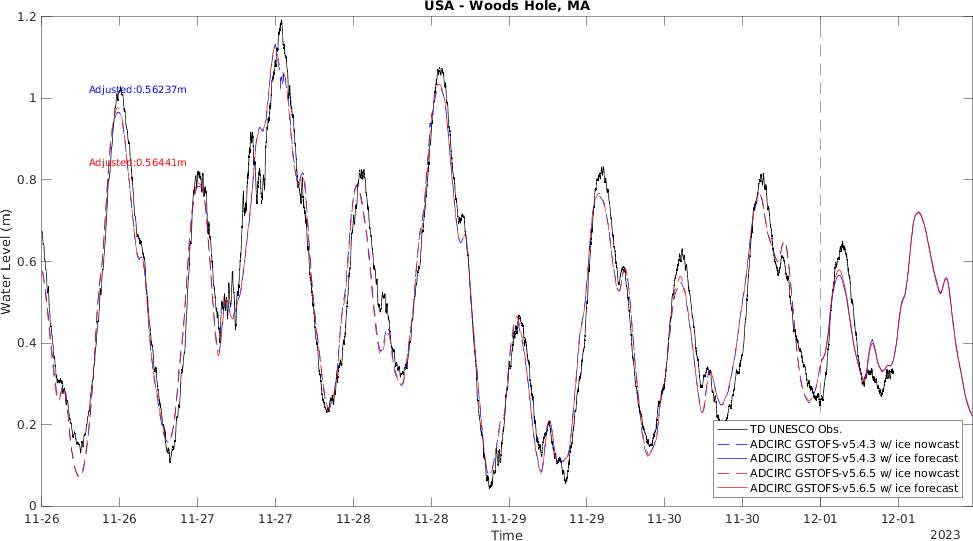 USA - Woods Hole, MA
1.2
1
0.8
0.6
0.4
0.2
0
Water Level (m)
Adjusted:0.56237m
Adjusted:0.56441m
TD UNESCO Obs.
ADCIRC GSTOFS-v5.4.3 w/ ice nowcast
ADCIRC GSTOFS-v5.4.3 w/ ice forecast
ADCIRC GSTOFS-v5.6.5 w/ ice nowcast
ADCIRC GSTOFS-v5.6.5 w/ ice forecast
11-26 11-26 11-27 11-27 11-28 11-28 11-29 11-29 11-30 11-30 12-01 12-01
Time
2023